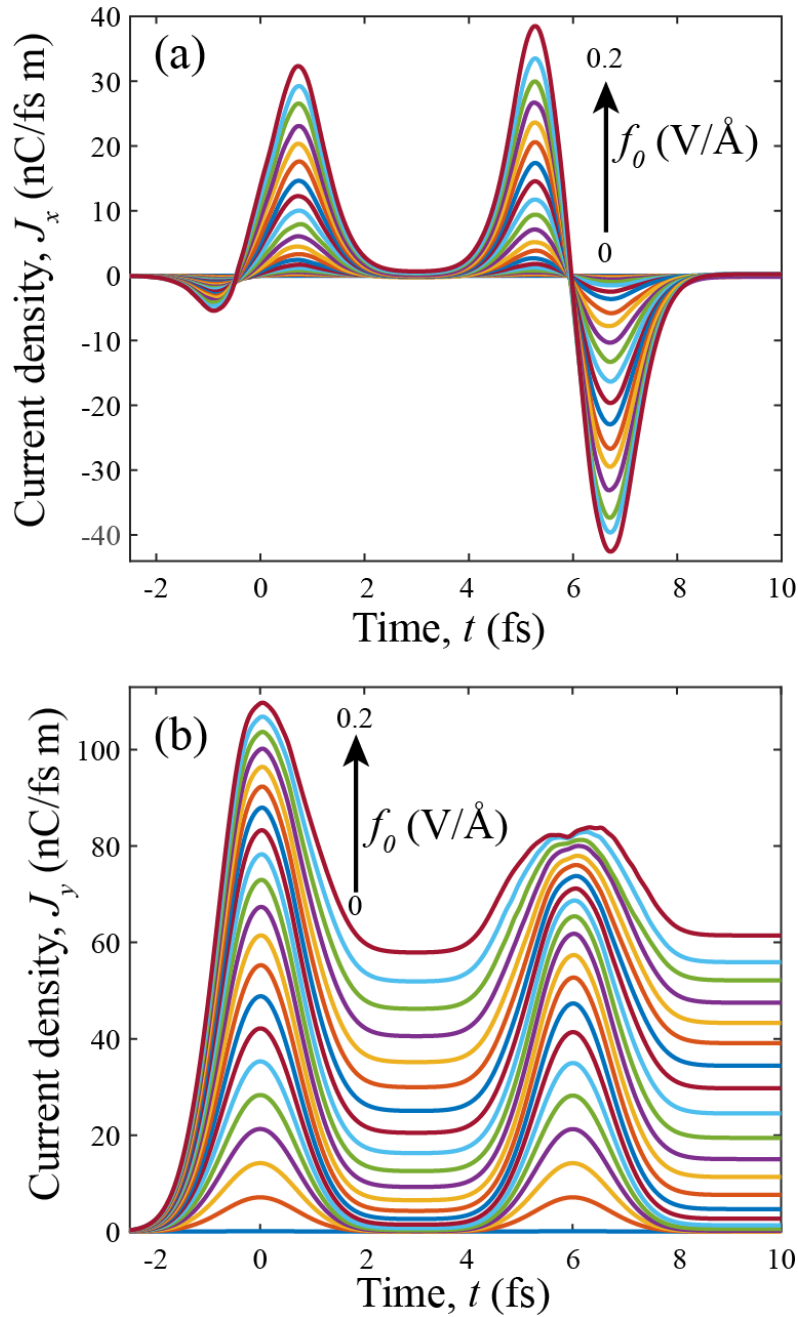 (a)
40
30
20
10
0
-10
-20
-30
-40
0.2
f0 (V/Å)
0
Current density, Jx (nC/fs m)
-2 0 2 4 6 8 10
Time, t (fs)
(b)
100
80
60
40
20
0
0.2
f0 (V/Å)
0
Current density, Jy (nC/fs m)
-2 0 2 4 6 8 10
Time, t (fs)